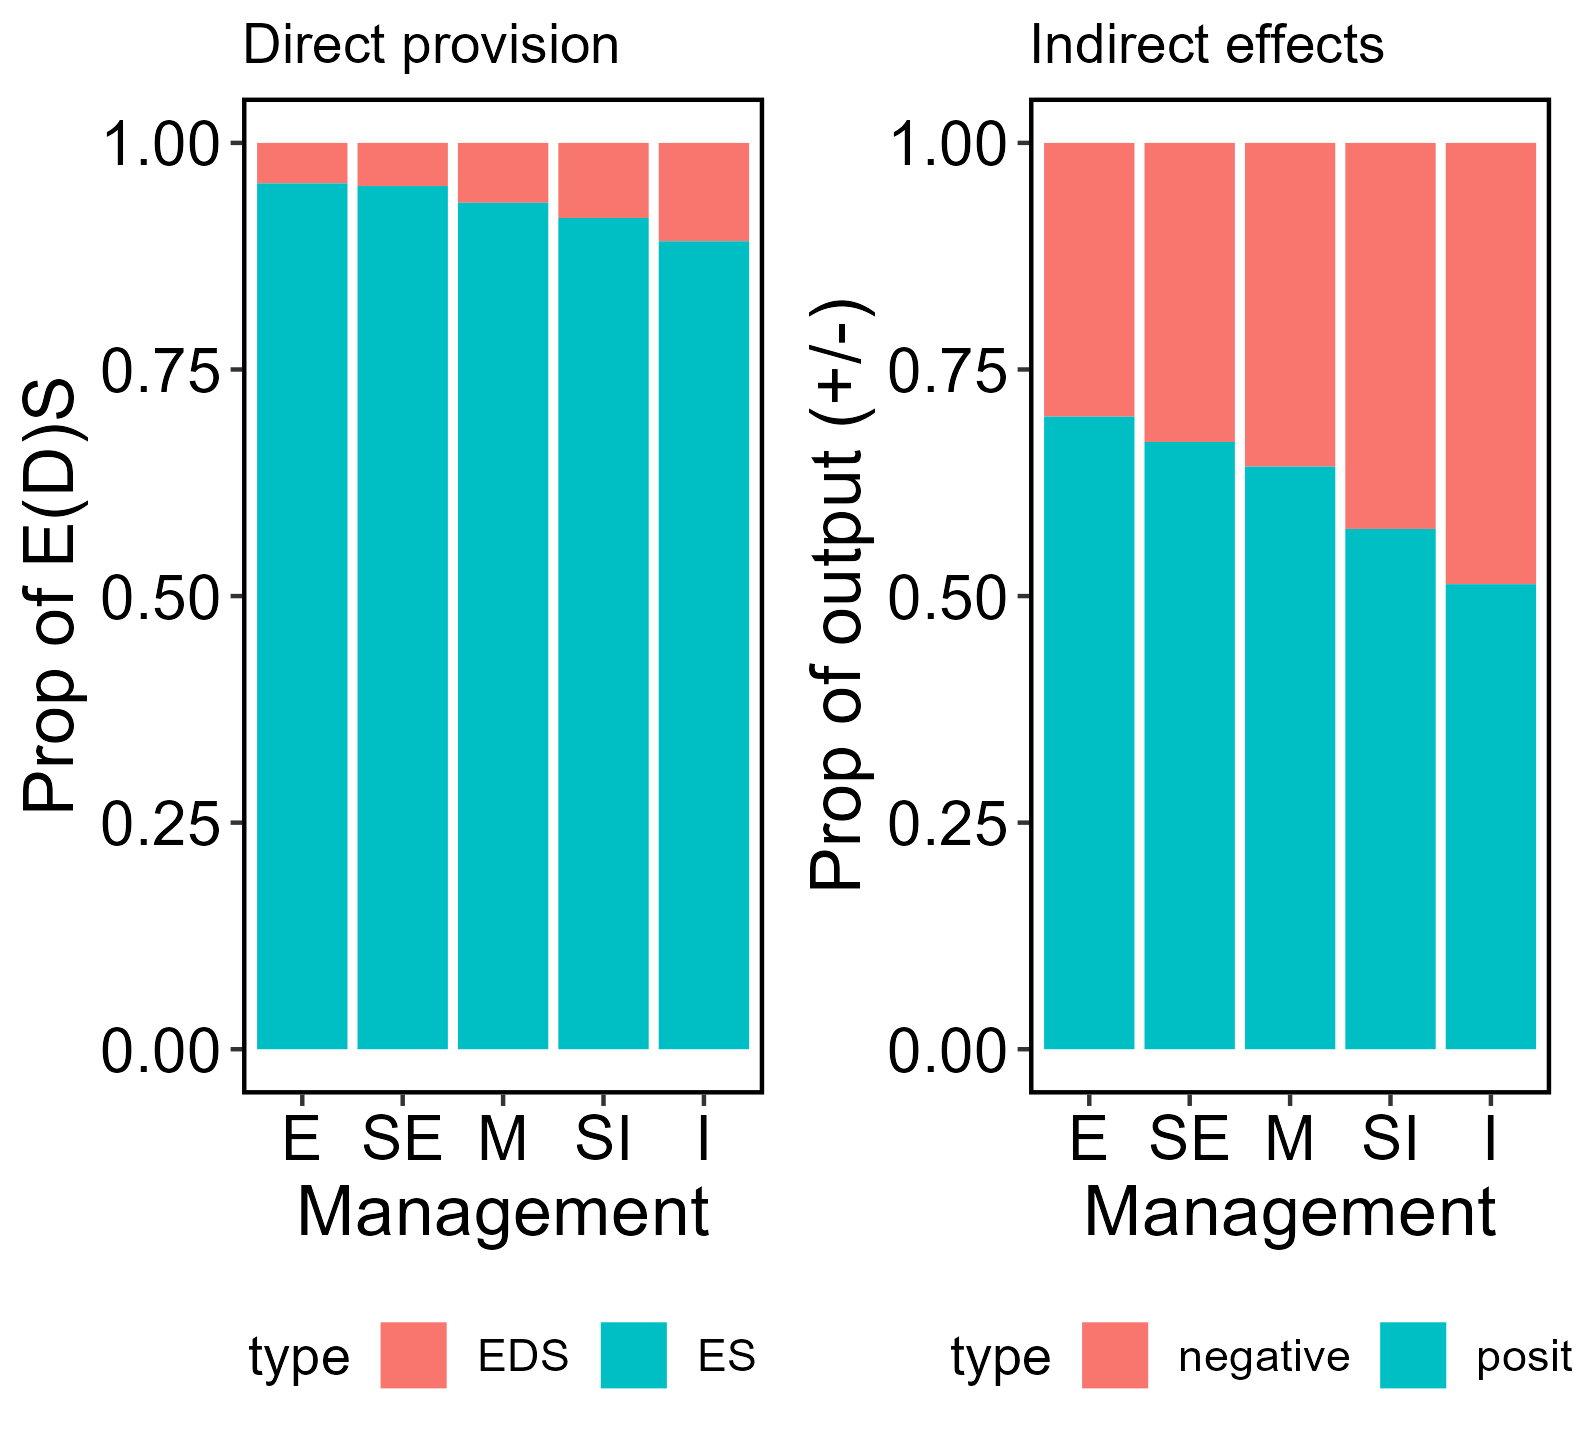 Direct provision
Prop of E(D)S
1.00
0.75
0.50
0.25
0.00
E SE M SI I
Management
type EDS ES
Indirect effects
Prop of output (+/-)
1.00
0.75
0.50
0.25
0.00
E SE M SI I
Management
type negative posit